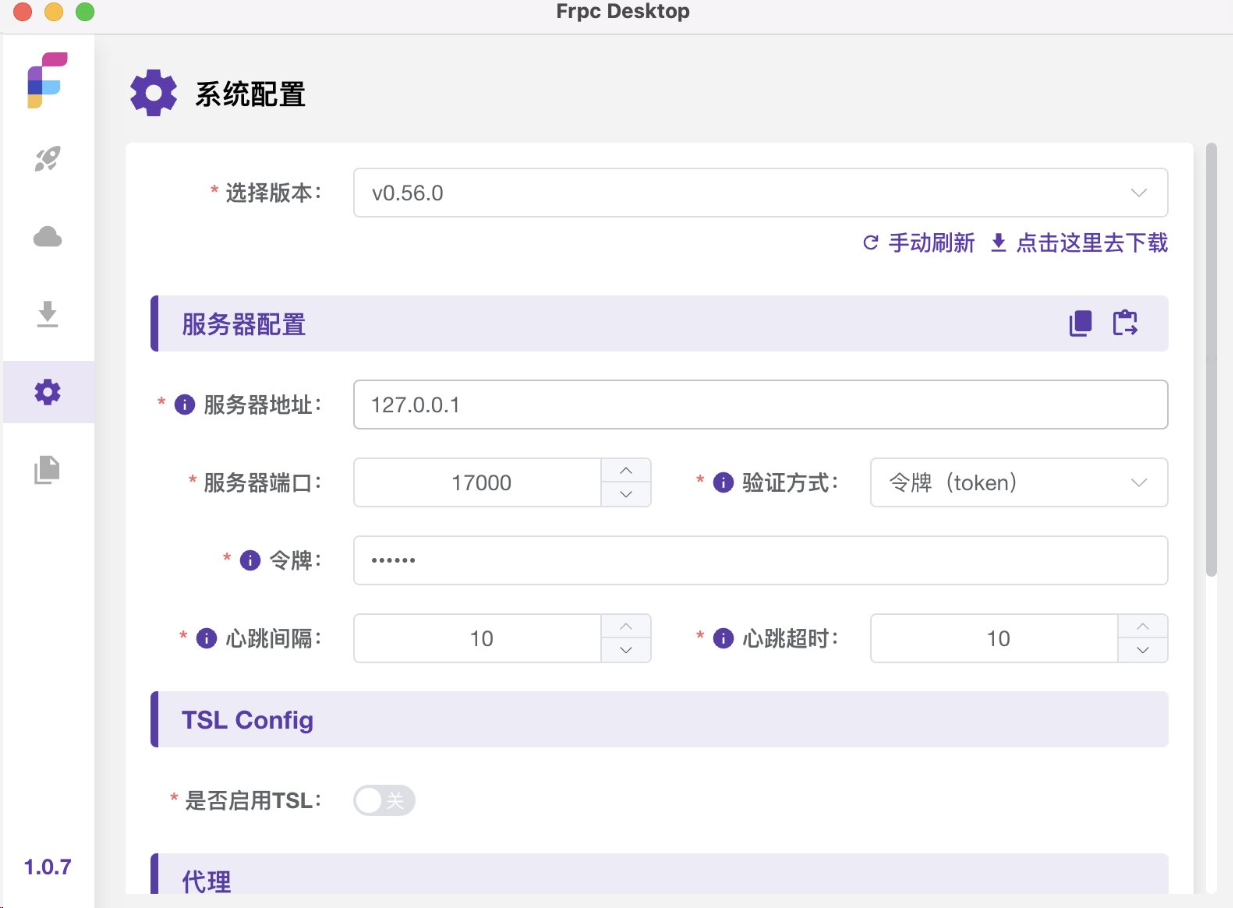 Frpc Desktop
系统配置
* 选择版本：
v0.56.0
手动刷新 点击这里去下载
服务器配置
* 服务器地址：
127.0.0.1
* 服务器端口：
17000
* 验证方式：
令牌（token）
* 令牌：
••••••
* 心跳间隔：
10
* 心跳超时：
10
TSL Config
* 是否启用TSL：
关
代理
1.0.7